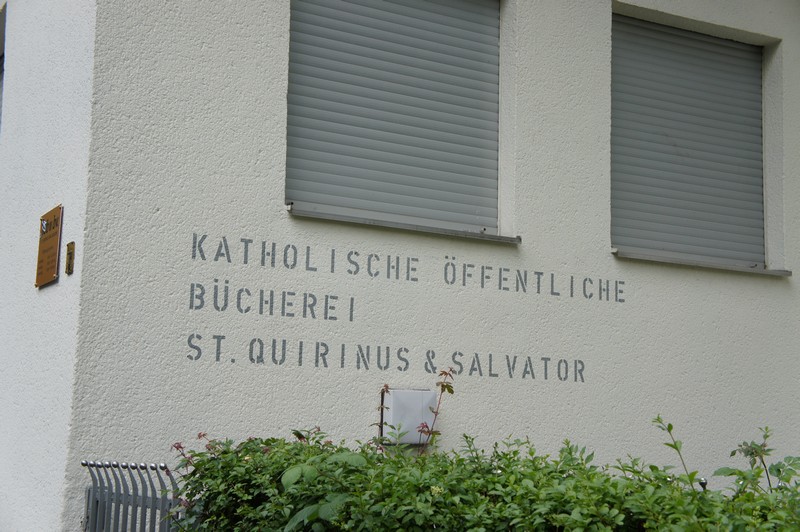 KATHOLISCHE ÖFFENTLICHE
BÜCHEREI
ST. QUIRINUS & SALVATOR